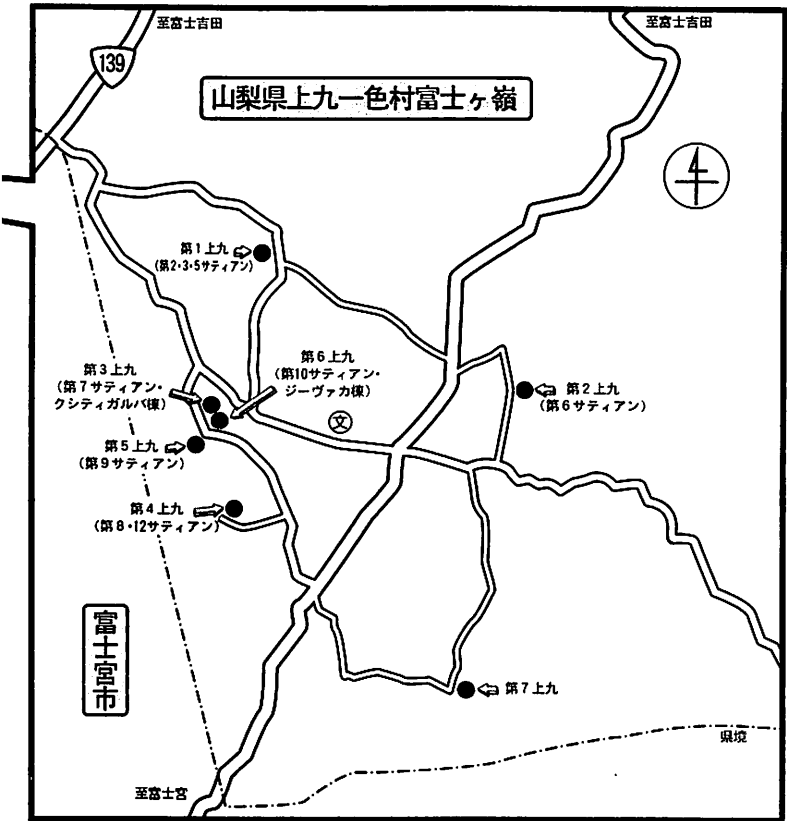 至富士吉田
至富士吉田
139
山梨県上九一色村富士ヶ嶺
第1上九
(第2・3・5サティアン)
第3上九
(第7サティアン・
クシティガルバ棟)
第6上九
(第10サティアン・
ジーヴァカ棟)
第2上九
(第6サティアン)
文
第5上九
(第9サティアン)
第4上九
(第8・12サティアン)
富士宮市
第7上九
県境
至富士宮